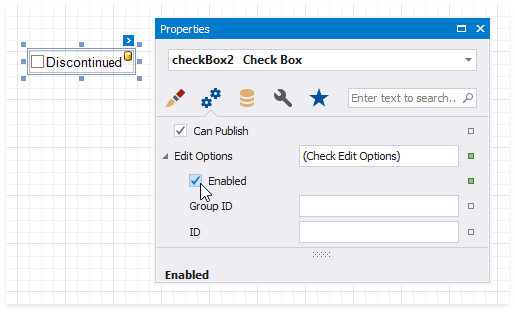 Discontinued
Properties
checkBox2 Check Box
Enter text to search..
Can Publish
Edit Options
(Check Edit Options)
Enabled
Group ID
ID
Enabled